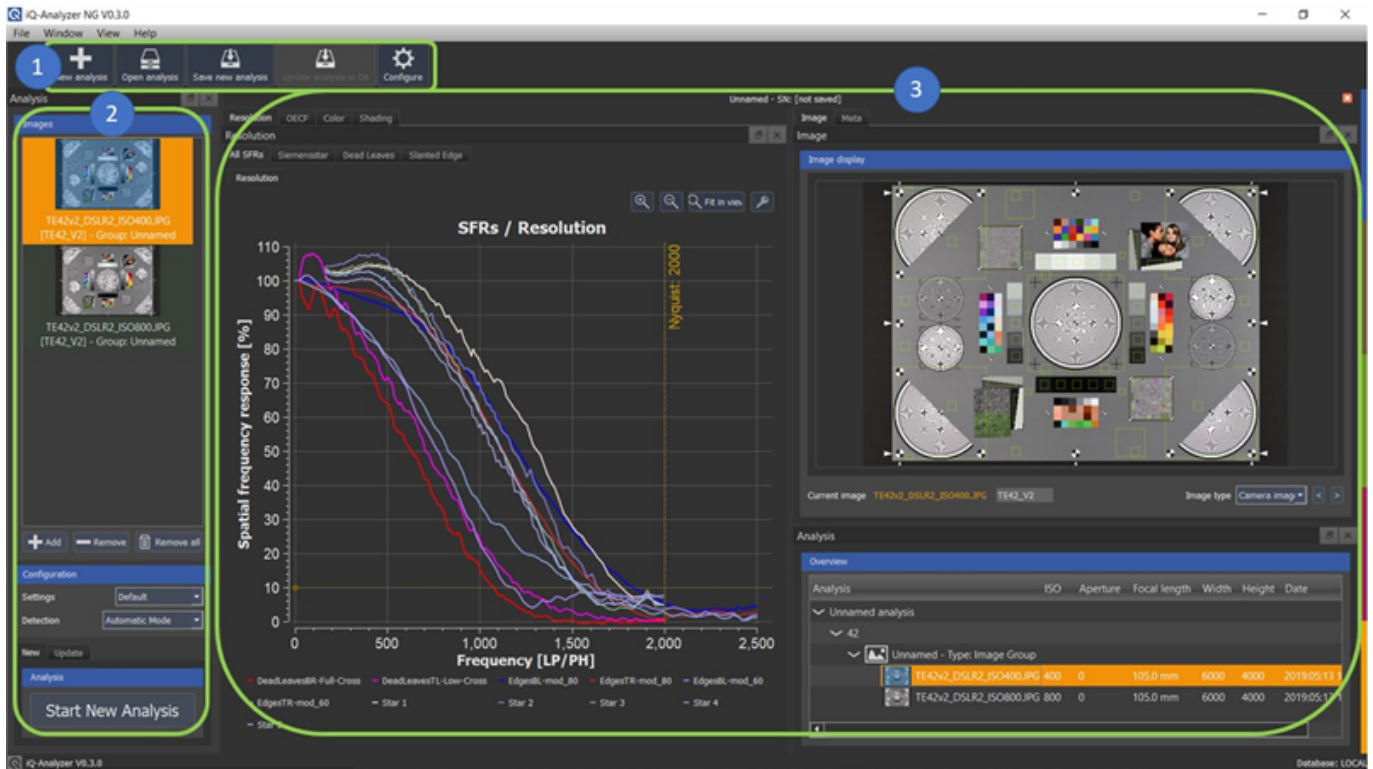 iQ-Analyzer NG V0.3.0
File Window View Help
1
New analysis Open analysis Save new analysis Update analysis in DB Configure
Analysis
2
Images
TE42v2_DSLR2_ISO400.JPG
[TE42_V2] - Group: Unnamed
TE42v2_DSLR2_ISO800.JPG
[TE42_V2] - Group: Unnamed
Add Remove Remove all
Configuration
Settings Default
Detection Automatic Mode
New Update
Analysis
Start New Analysis
Unnamed - SN: [not saved]
3
Resolution OECF Color Shading
Resolution
All SFRs Siemensstar Dead Leaves Slanted Edge
Resolution
Fit in view
SFRs / Resolution
110
100
90
80
70
60
50
40
30
20
10
0
Spatial frequency response [%]
Nyquist: 2000
0 500 1,000 1,500 2,000 2,500
Frequency [LP/PH]
DeadLeavesBR-Full-Cross DeadLeavesTL-Low-Cross EdgesBL-mod_80 EdgesTR-mod_80 EdgesBL-mod_60
EdgesTR-mod_60 Star 1 Star 2 Star 3 Star 4
Star
Image Meta
Image
Image display
Current image TE42v2_DSLR2_ISO400.JPG TE42_V2 Image type Camera imag
Analysis
Overview
Analysis ISO Aperture Focal length Width Height Date
Unnamed analysis
42
Unnamed - Type: Image Group
TE42v2_DSLR2_ISO400.JPG 400 0 105.0 mm 6000 4000 2019:05:13 1
TE42v2_DSLR2_ISO800.JPG 800 0 105.0 mm 6000 4000 2019:05:13 1
iQ-Analyzer V0.3.0
Database: LOCAL